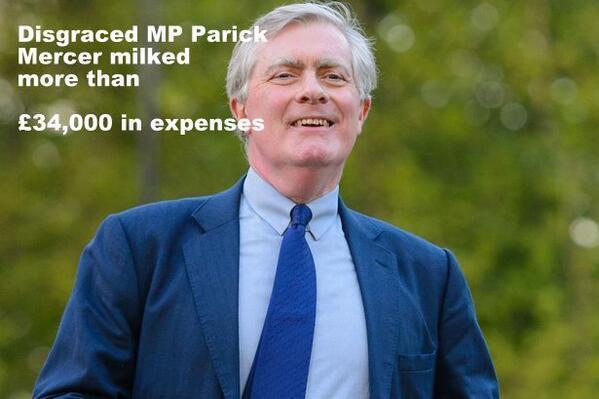 Disgraced MP Parick
Mercer milked
more than
£34,000 in expenses